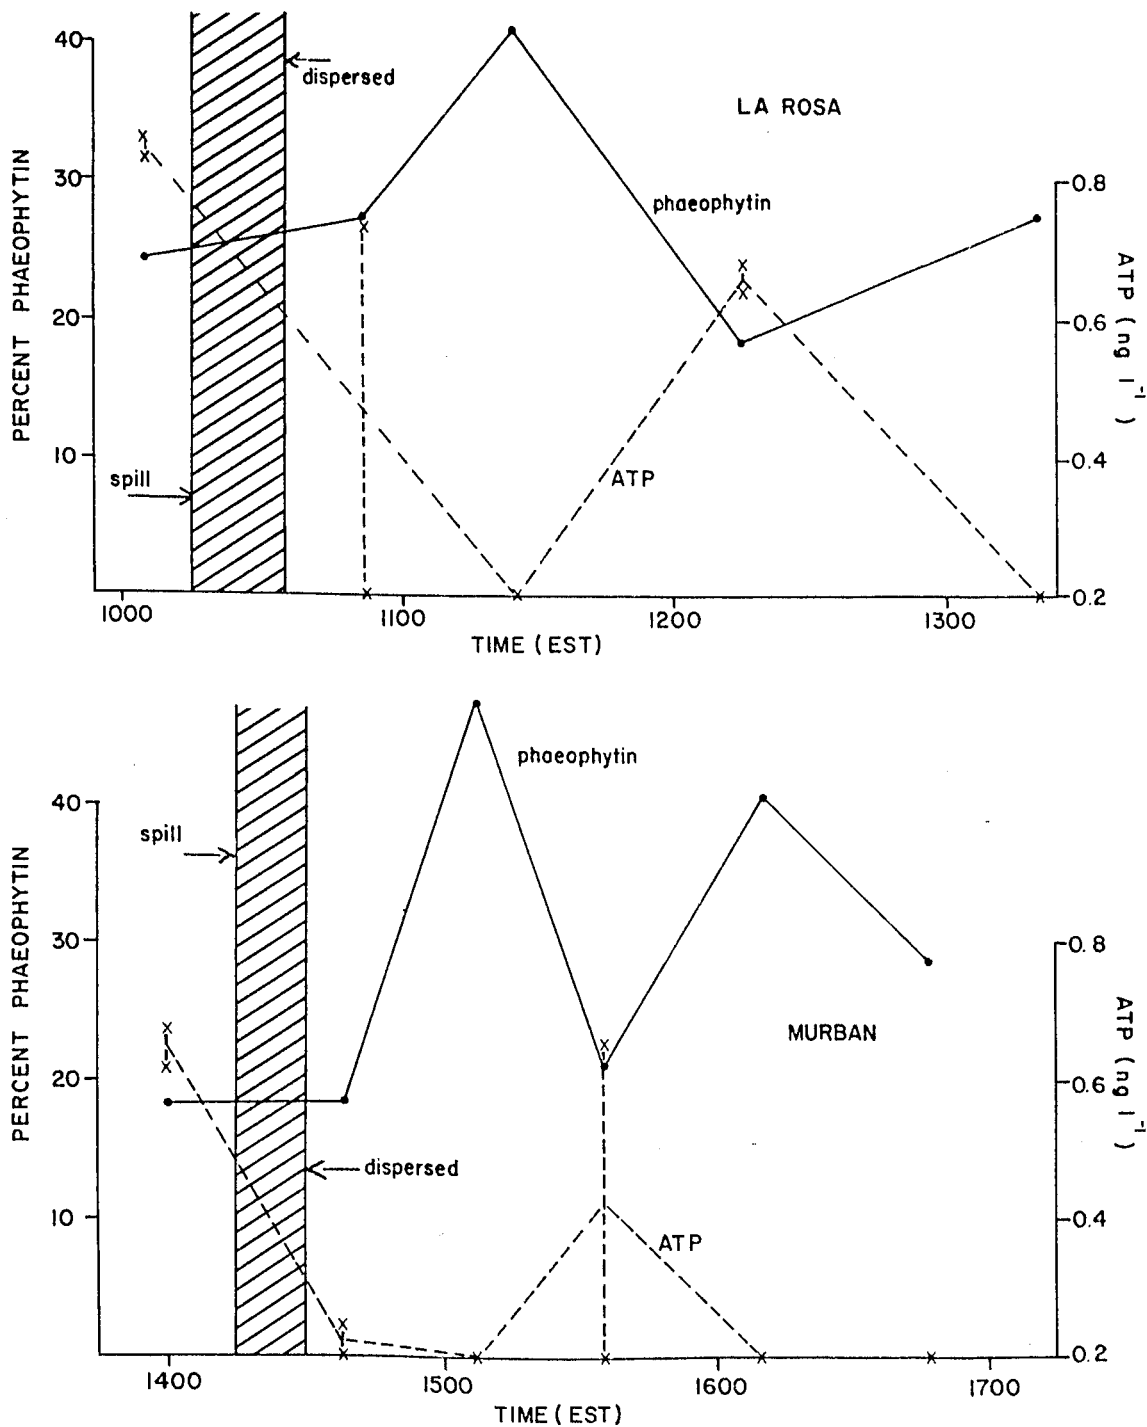 40
30
20
10
PERCENT PHAEOPHYTIN
dispersed
LA ROSA
phaeophytin
spill
ATP
0.8
0.6
0.4
0.2
ATP (ng l⁻¹)
1000
1100
1200
1300
TIME (EST)
40
30
20
10
PERCENT PHAEOPHYTIN
phaeophytin
spill
MURBAN
dispersed
ATP
0.8
0.6
0.4
0.2
ATP (ng l⁻¹)
1400
1500
1600
1700
TIME (EST)